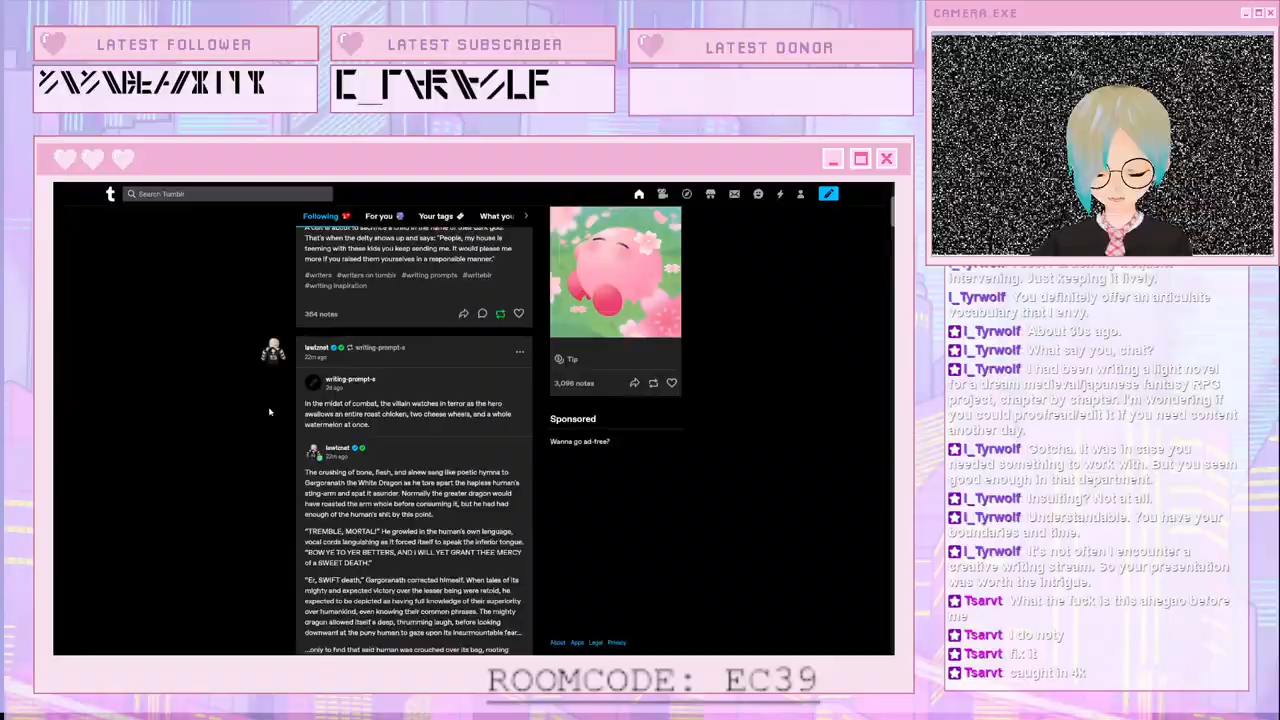 CAMERA.EXE
LATEST FOLLOWER
LATEST SUBSCRIBER
LATEST DONOR
t
Search Tumblr
Following
For you
Your tags
What you
That's when the deity shows up and says: "People, my house is
teeming with these kids you keep sending me. It would please me
more if you raised them yourselves in a responsible manner."
#writers #writers on tumblr #writing prompts #writeblr
#writing inspiration
354 notes
writing-prompt-s
22m ago
writing-prompt-s
2d ago
In the midst of combat, the villain watches in terror as the hero
swallows an entire roast chicken, two cheese wheels, and a whole
watermelon at once.
22m ago
The crushing of bone, flesh, and sinew sang like poetic hymns to
Gargoranath the White Dragon as he tore apart the hapless human's
sting-arm and spat it asunder. Normally the greater dragon would
have roasted the arm whole before consuming it, but he had had
enough of the human's shit by this point.
"TREMBLE, MORTAL!" He growled in the human's own language,
vocal cords languishing as it forced itself to speak the inferior tongue.
"BOW YE TO YER BETTERS, AND I WILL YET GRANT THEE MERCY
of a SWEET DEATH."
"Er, SWIFT death," Gargoranath corrected himself. When tales of its
mighty and expected victory over the lesser being were retold, he
expected to be depicted as having full knowledge of their superiority
over humankind, even knowing their common phrases. The mighty
dragon allowed itself a deep, thrumming laugh, before looking
downward at the puny human to gaze upon its insurmountable fear...
...only to find that said human was crouched over its bag, rooting
Tip
3,096 notes
Sponsored
Wanna go ad-free?
About Apps Legal Privacy
intervening. Just keeping it lively.
I_Tyrwolf You definitely offer an articulate
vocabulary that I envy.
I_Tyrwolf About 30s ago.
I_Tyrwolf What say you, chat?
I_Tyrwolf I had been writing a light novel
for a dream medieval/japanese fantasy RPG
project, chapter by chapter. I'm wondering if
you could proofread/edit it if you need content
another day.
I_Tyrwolf Gotcha. It was in case you
needed something to work with. But you seem
good enough in that department.
I_Tyrwolf Insulting? Not at all.
I_Tyrwolf Understandable. You have your
boundaries and time.
I_Tyrwolf It's not often I encounter a
creative writing stream. So your presentation
was worth the intrigue.
Tsarvt
me
Tsarvt I do
Tsarvt fix it
Tsarvt caught in 4k
ROOMCODE: EC39